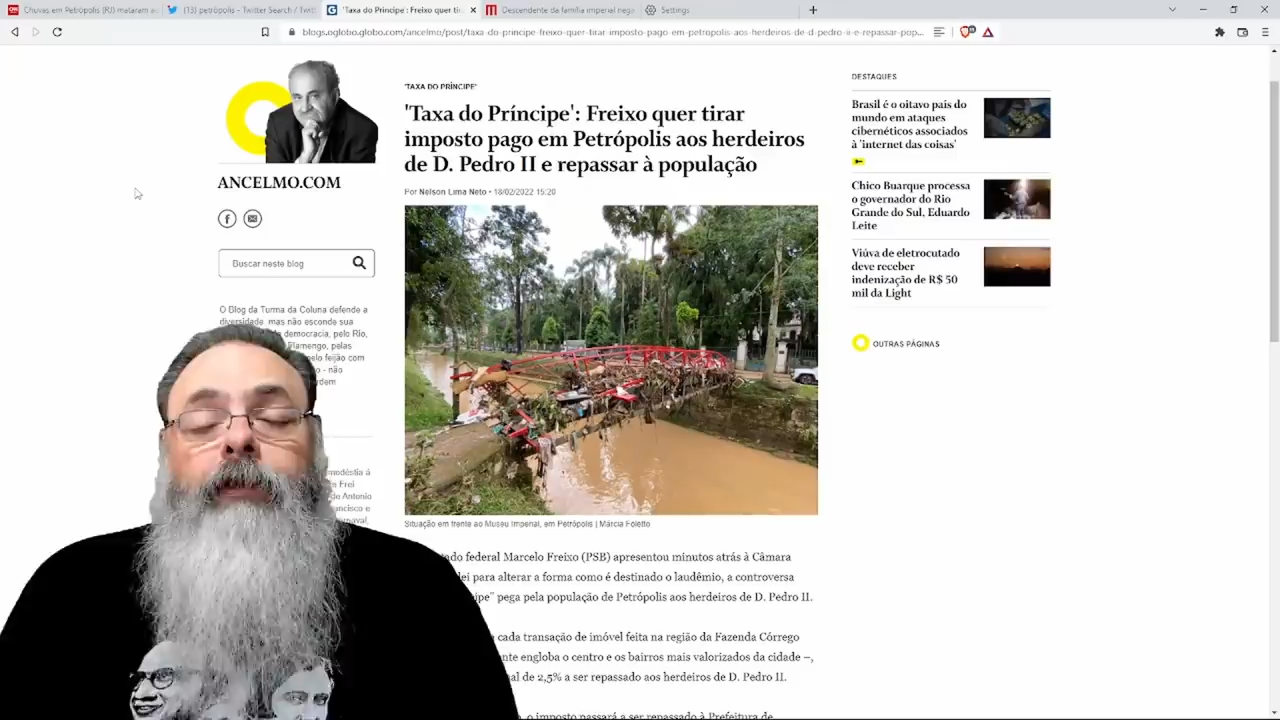 Chuvas em Petrópolis (RJ) mataram
(13) petrópolis - Twitter Search / Twit
'Taxa do Príncipe': Freixo quer tir
Descendente da família imperial nega
Settings
blogs.oglobo.globo.com/ancelmo/post/taxa-do-principe-freixo-quer-tirar-imposto-pago-em-petropolis-aos-herdeiros-de-d-pedro-ii-e-repassar-pop...
ANCELMO.COM
Buscar neste blog
O Blog da Turma da Coluna defende a
mas não esconde sua
democracia, pelo Rio,
Flamengo, pelas
feijão com
- não
modéstia à
Frei
de Antonio
'TAXA DO PRÍNCIPE'
'Taxa do Príncipe': Freixo quer tirar
imposto pago em Petrópolis aos herdeiros
de D. Pedro II e repassar à população
Por Nelson Lima Neto • 18/02/2022 15:20
Situação em frente ao Museu Imperial, em Petrópolis | Márcia Foletto
federal Marcelo Freixo (PSB) apresentou minutos atrás à Câmara
para alterar a forma como é destinado o laudêmio, a controversa
pega pela população de Petrópolis aos herdeiros de D. Pedro II.
cada transação de imóvel feita na região da Fazenda Córrego
engloba o centro e os bairros mais valorizados da cidade –,
de 2,5% a ser repassado aos herdeiros de D. Pedro II.
o imposto passará a ser repassado à Prefeitura de
DESTAQUES
Brasil é o oitavo país do
mundo em ataques
cibernéticos associados
à 'internet das coisas'
Chico Buarque processa
o governador do Rio
Grande do Sul, Eduardo
Leite
Viúva de eletrocutado
deve receber
indenização de R$ 50
mil da Light
OUTRAS PÁGINAS